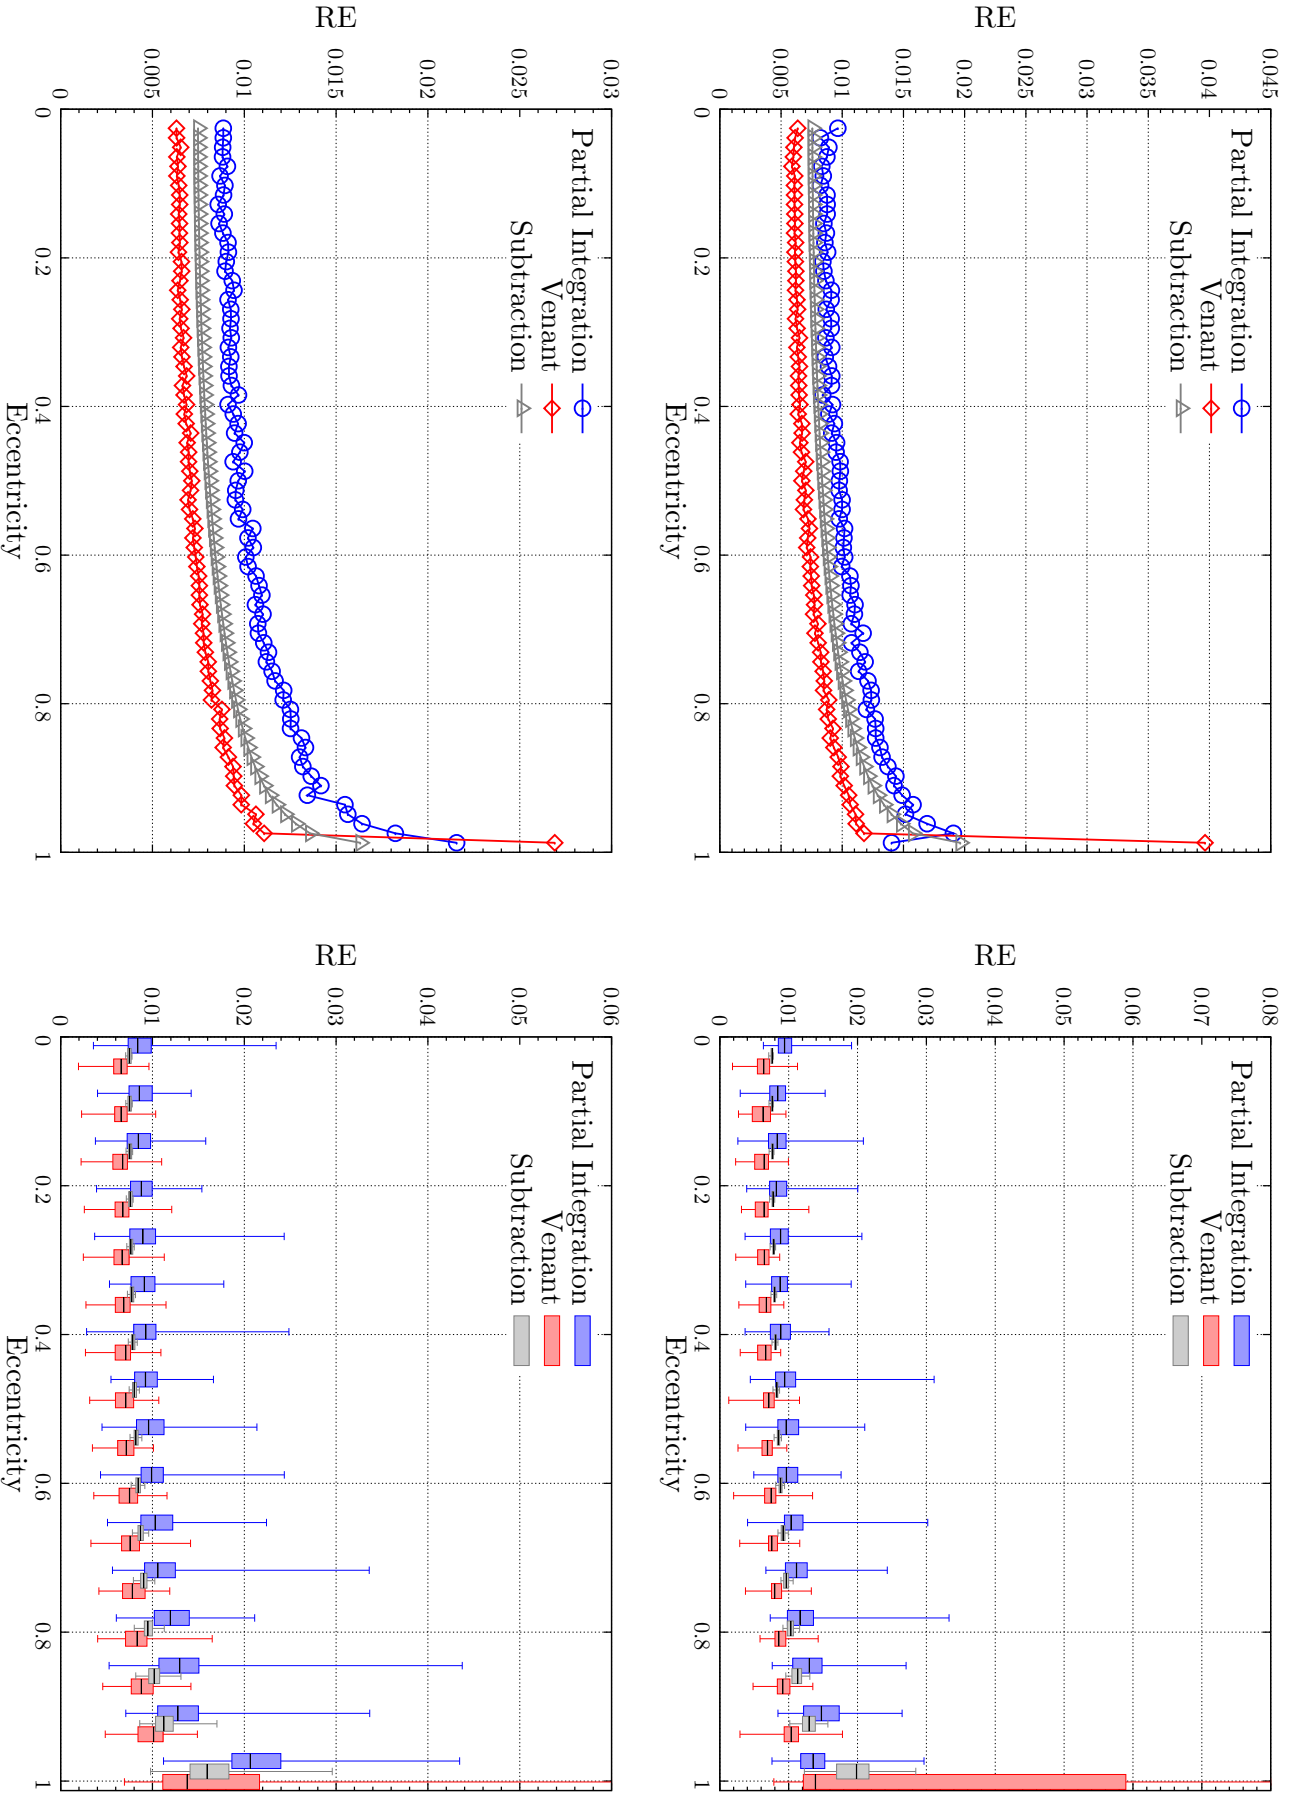 RE
0.045
0.04
0.035
0.03
0.025
0.02
0.015
0.01
0.005
0
Partial Integration
Venant
Subtraction
0 0.2 0.4 0.6 0.8 1
Eccentricity
RE
0.08
0.07
0.06
0.05
0.04
0.03
0.02
0.01
0
Partial Integration
Venant
Subtraction
0 0.2 0.4 0.6 0.8 1
Eccentricity
RE
0.03
0.025
0.02
0.015
0.01
0.005
0
Partial Integration
Venant
Subtraction
0 0.2 0.4 0.6 0.8 1
Eccentricity
RE
0.06
0.05
0.04
0.03
0.02
0.01
0
Partial Integration
Venant
Subtraction
0 0.2 0.4 0.6 0.8 1
Eccentricity